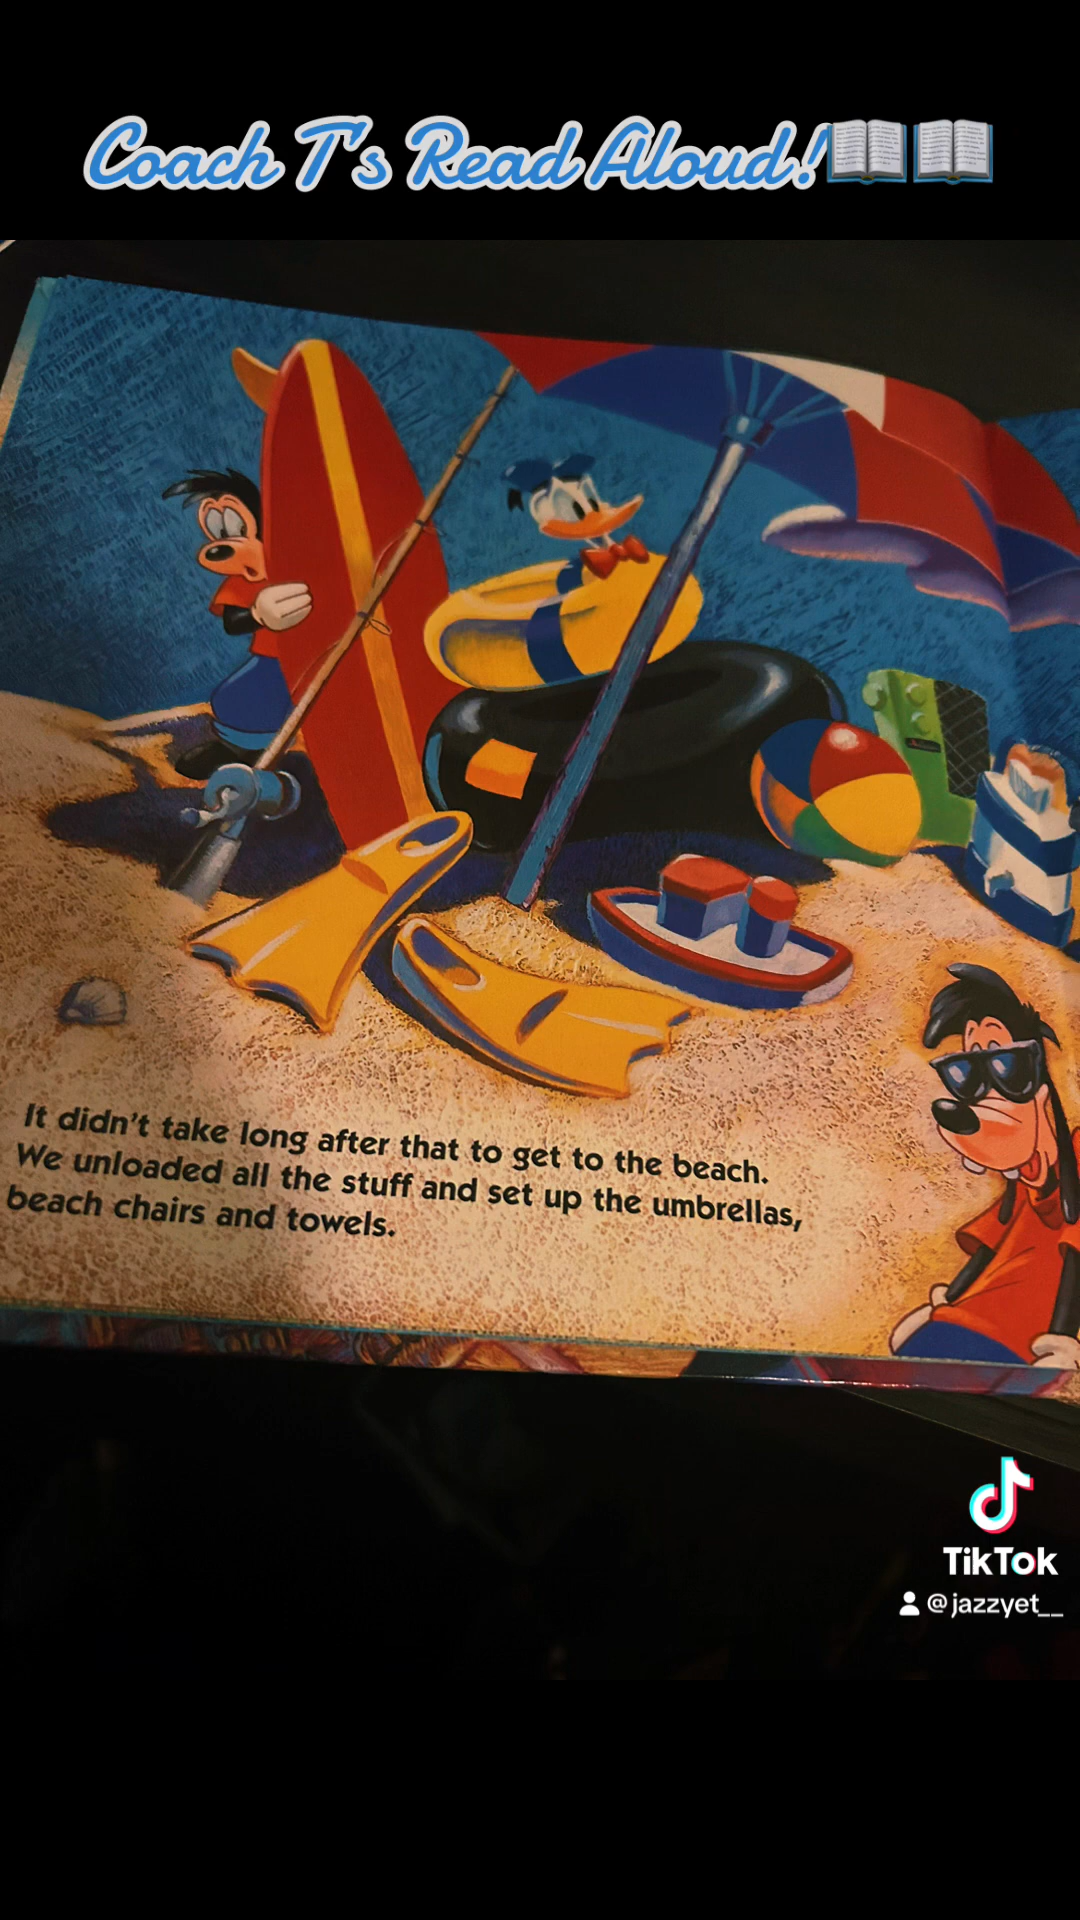 Coach T's Read Aloud!
It didn't take long after that to get to the beach.
We unloaded all the stuff and set up the umbrellas,
beach chairs and towels.
TikTok
@jazzyet__